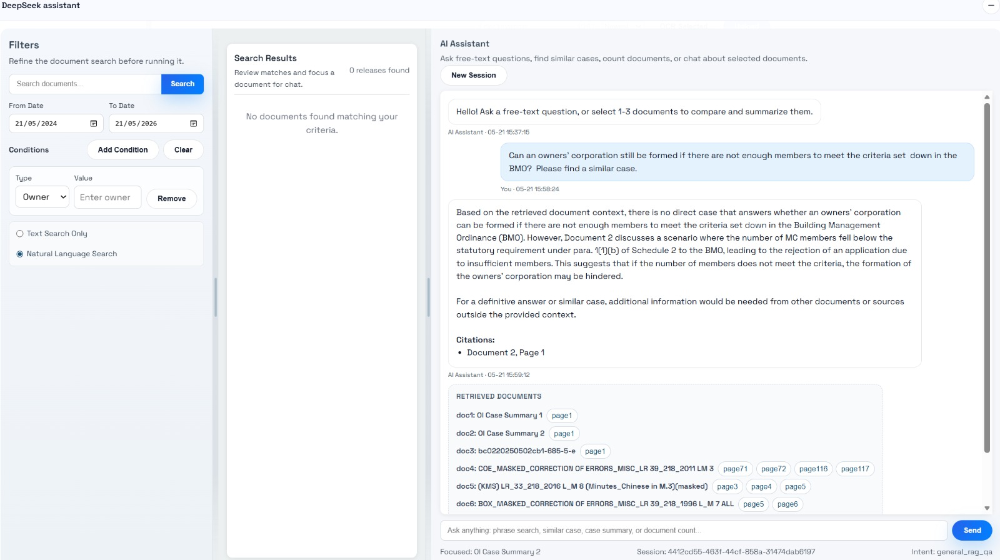 DeepSeek assistant
Filters
Refine the document search before running it.
Search documents...
Search
From Date
To Date
21/05/2024
21/05/2026
Conditions
Add Condition
Clear
Type
Value
Owner
Enter owner
Remove
Text Search Only
Natural Language Search
Search Results
Review matches and focus a
document for chat.
0 releases found
No documents found matching your
criteria.
AI Assistant
Ask free-text questions, find similar cases, count documents, or chat about selected documents.
New Session
Hello! Ask a free-text question, or select 1-3 documents to compare and summarize them.
AI Assistant · 05-21 15:37:15
Can an owners' corporation still be formed if there are not enough members to meet the criteria set  down in the
BMO?  Please find a similar case.
You · 05-21 15:58:24
Based on the retrieved document context, there is no direct case that answers whether an owners' corporation
can be formed if there are not enough members to meet the criteria set down in the Building Management
Ordinance (BMO). However, Document 2 discusses a scenario where the number of MC members fell below the
statutory requirement under para. 1(1)(b) of Schedule 2 to the BMO, leading to the rejection of an application due
to insufficient members. This suggests that if the number of members does not meet the criteria, the formation of
the owners' corporation may be hindered.
For a definitive answer or similar case, additional information would be needed from other documents or sources
outside the provided context.
Citations:
• Document 2, Page 1
AI Assistant · 05-21 15:59:12
RETRIEVED DOCUMENTS
doc1: OI Case Summary 1 page1
doc2: OI Case Summary 2 page1
doc3: bc0220250502cb1-685-5-e page1
doc4: COE_MASKED_CORRECTION OF ERRORS_MISC_LR 39_218_2011 LM 3 page71 page72 page116 page117
doc5: (KMS) LR_33_218_2016 L_M 8 (Minutes_Chinese in M.3)(masked) page3 page4 page5
doc6: BOX_MASKED_CORRECTION OF ERRORS_MISC_LR 39_218_1996 L_M 7 ALL page5 page6
Ask anything: phrase search, similar case, case summary, or document count...
Send
Focused: OI Case Summary 2
Session: 4412cd55-463f-44cf-858a-31474dab6197
Intent: general_rag_qa